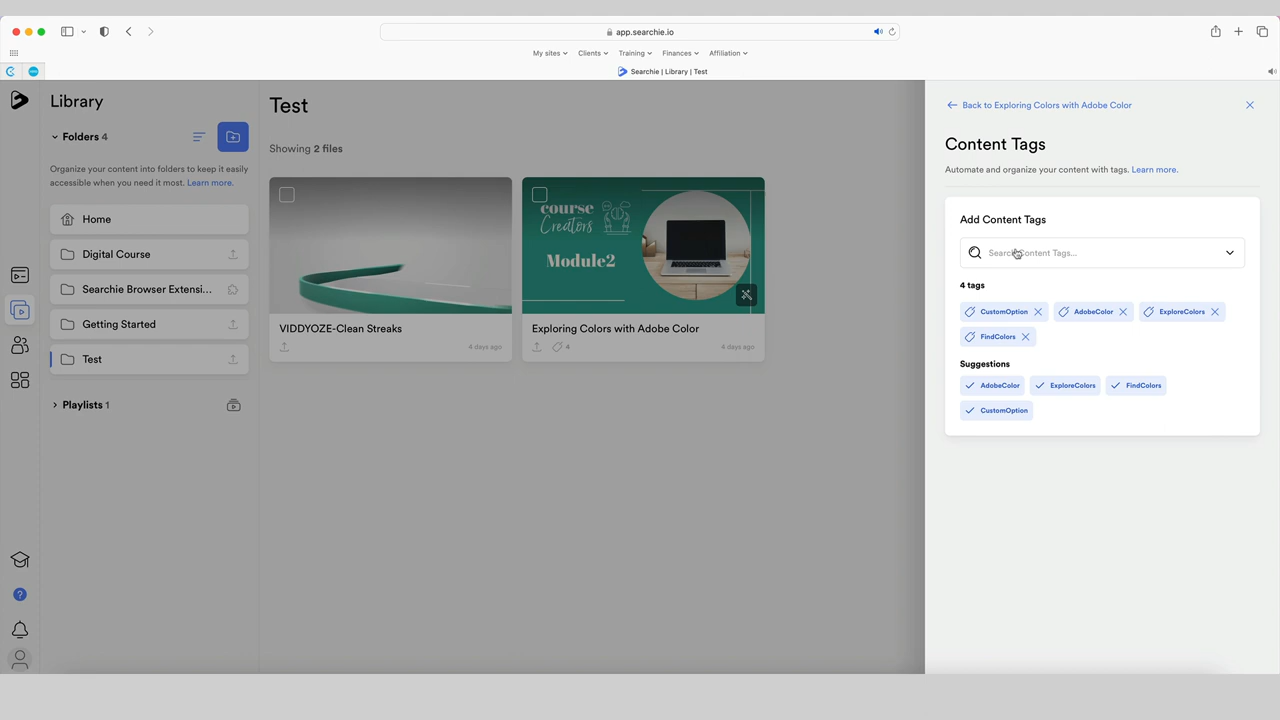 app.searchie.io
My sites
Clients
Training
Finances
Affiliation
Searchie | Library | Test
Library
Folders 4
Organize your content into folders to keep it easily
accessible when you need it most. Learn more.
Home
Digital Course
Searchie Browser Extensi...
Getting Started
Test
Playlists 1
Test
Showing 2 files
VIDDYOZE-Clean Streaks
4 days ago
course
Creators
Module2
Exploring Colors with Adobe Color
4
4 days ago
Back to Exploring Colors with Adobe Color
Content Tags
Automate and organize your content with tags. Learn more.
Add Content Tags
Search Content Tags...
4 tags
CustomOption
AdobeColor
ExploreColors
FindColors
Suggestions
AdobeColor
ExploreColors
FindColors
CustomOption